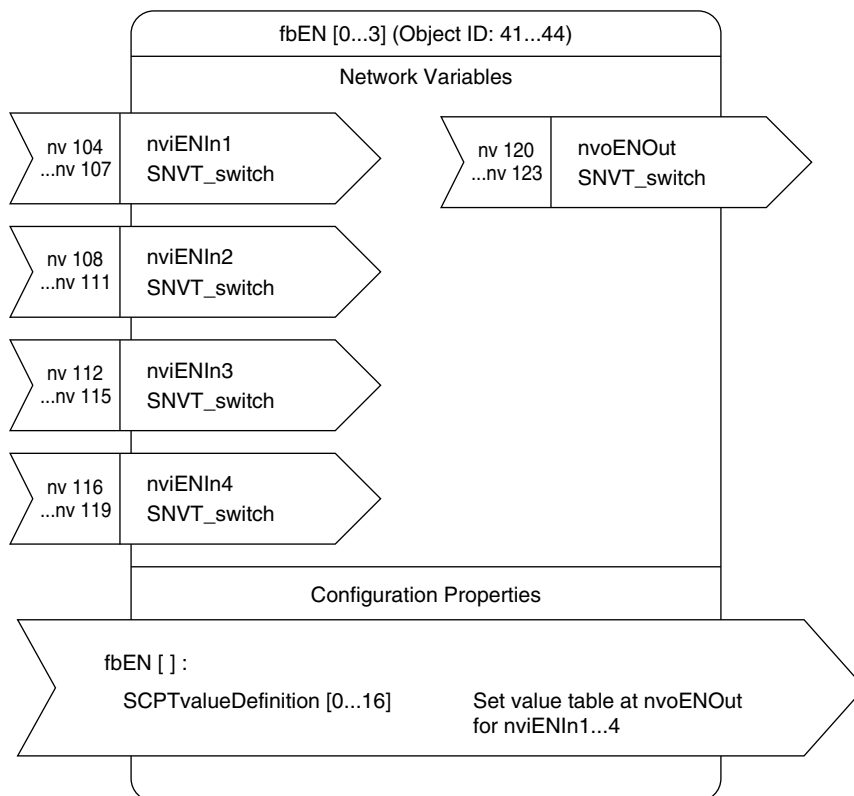 fbEN [0...3] (Object ID: 41...44)
Network Variables
nv 104
...nv 107
nviENIn1
SNVT_switch
nv 120
...nv 123
nvoENOut
SNVT_switch
nv 108
...nv 111
nviENIn2
SNVT_switch
nv 112
...nv 115
nviENIn3
SNVT_switch
nv 116
...nv 119
nviENIn4
SNVT_switch
Configuration Properties
fbEN [ ] :
SCPTvalueDefinition [0...16]
Set value table at nvoENOut
for nviENIn1...4